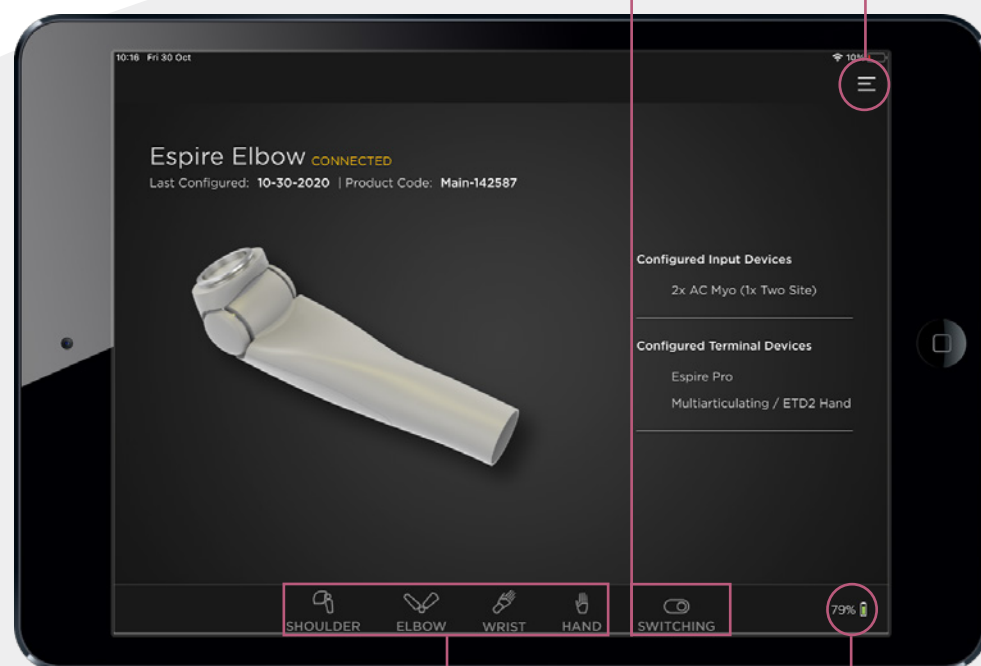 10:16 Fri 30 Oct
10%
Espire Elbow CONNECTED
Last Configured: 10-30-2020 | Product Code: Main-142587
Configured Input Devices
2x AC Myo (1x Two Site)
Configured Terminal Devices
Espire Pro
Multiarticulating / ETD2 Hand
SHOULDER ELBOW WRIST HAND SWITCHING
79%